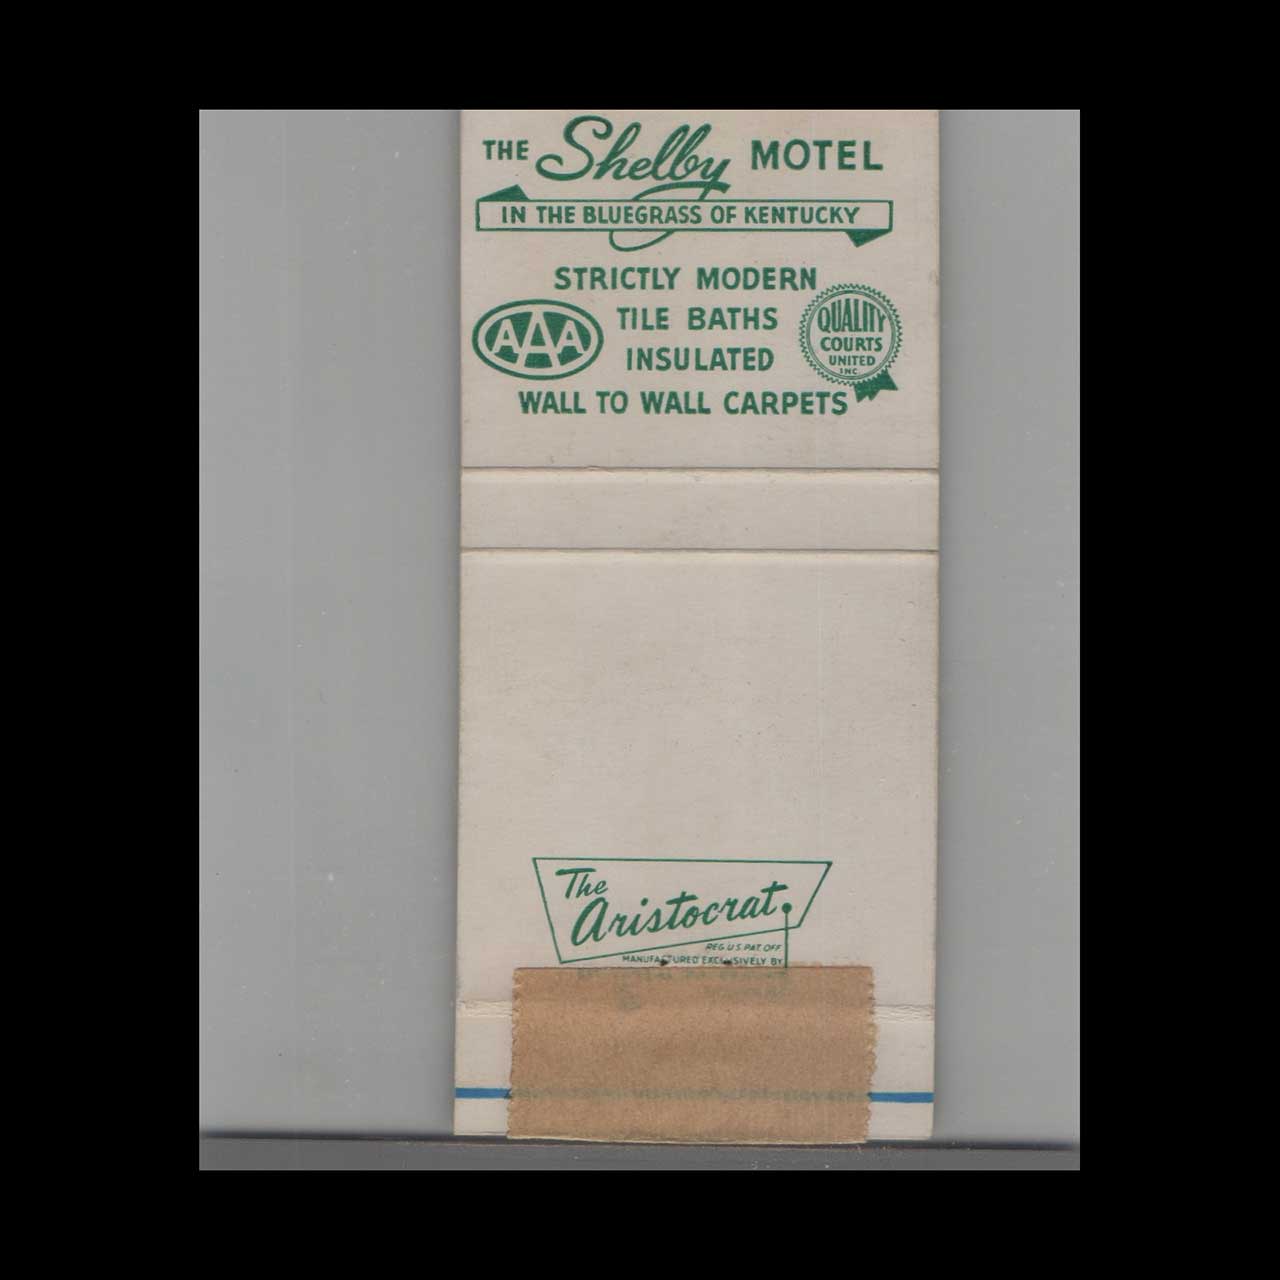 THE Shelby MOTEL
IN THE BLUEGRASS OF KENTUCKY
STRICTLY MODERN
TILE BATHS
INSULATED
WALL TO WALL CARPETS
AAA
QUALITY
COURTS
UNITED
INC.
The
Aristocrat
REG. U.S. PAT. OFF.
MANUFACTURED EXCLUSIVELY BY